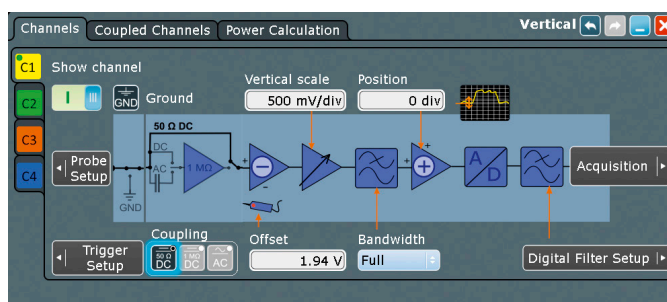 Channels
Coupled Channels
Power Calculation
Vertical
C1
C2
C3
C4
Show channel
I
GND
Ground
Vertical scale
500 mV/div
Position
0 div
50 Ω DC
DC
AC
1 MΩ
GND
+
−
-
+
+
+
A
D
Probe
Setup
Acquisition
Trigger
Setup
Coupling
50 Ω
DC
1 MΩ
DC
AC
Offset
1.94 V
Bandwidth
Full
Digital Filter Setup